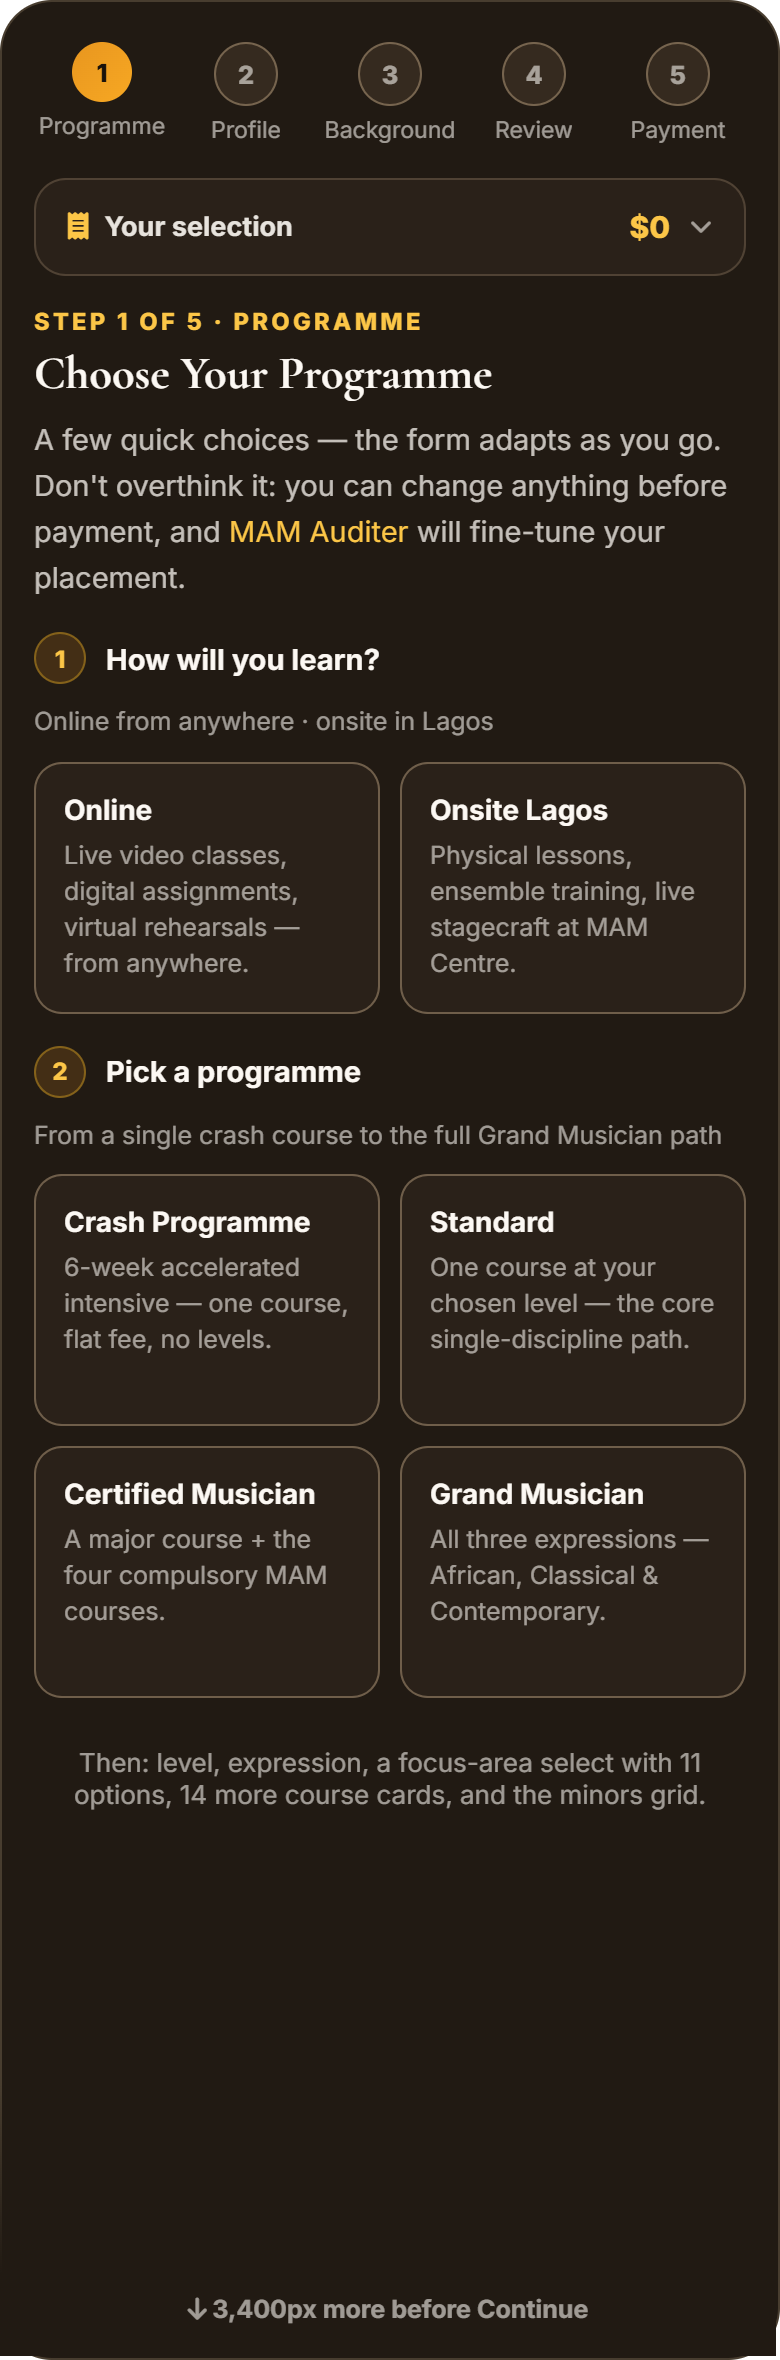 1 2 3 4 5
Programme Profile Background Review Payment
Your selection $0
STEP 1 OF 5 · PROGRAMME
Choose Your Programme
A few quick choices — the form adapts as you go.
Don't overthink it: you can change anything before
payment, and MAM Auditer will fine-tune your
placement.
1 How will you learn?
Online from anywhere · onsite in Lagos
Online
Live video classes,
digital assignments,
virtual rehearsals —
from anywhere.
Onsite Lagos
Physical lessons,
ensemble training, live
stagecraft at MAM
Centre.
2 Pick a programme
From a single crash course to the full Grand Musician path
Crash Programme
6-week accelerated
intensive — one course,
flat fee, no levels.
Standard
One course at your
chosen level — the core
single-discipline path.
Certified Musician
A major course + the
four compulsory MAM
courses.
Grand Musician
All three expressions —
African, Classical &
Contemporary.
Then: level, expression, a focus-area select with 11
options, 14 more course cards, and the minors grid.
↓ 3,400px more before Continue